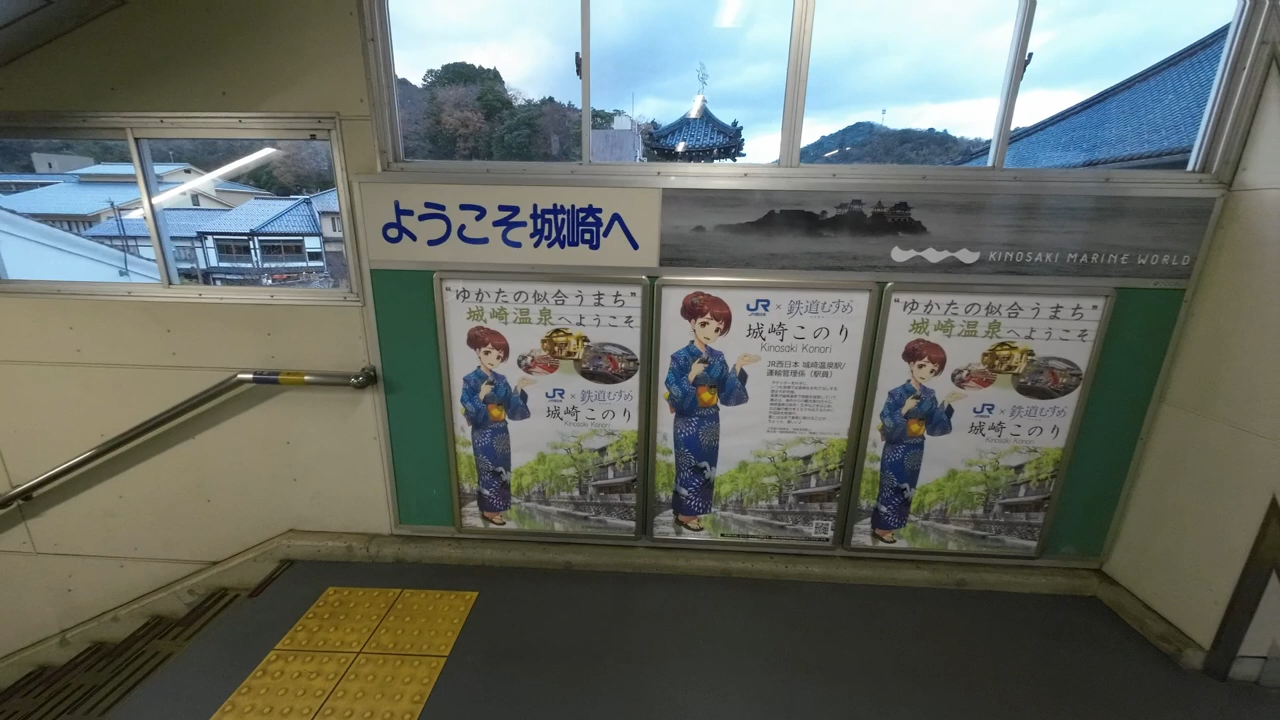 ようこそ城崎へ
KINOSAKI MARINE WORLD
"ゆかたの似合うまち"
城崎温泉へようこそ
JR × 鉄道むすめ
城崎このり
Kinosaki Konori
JR × 鉄道むすめ
城崎このり
Kinosaki Konori
JR西日本 城崎温泉駅/
運輸管理係（駅員）
"ゆかたの似合うまち"
城崎温泉へようこそ
JR × 鉄道むすめ
城崎このり
Kinosaki Konori